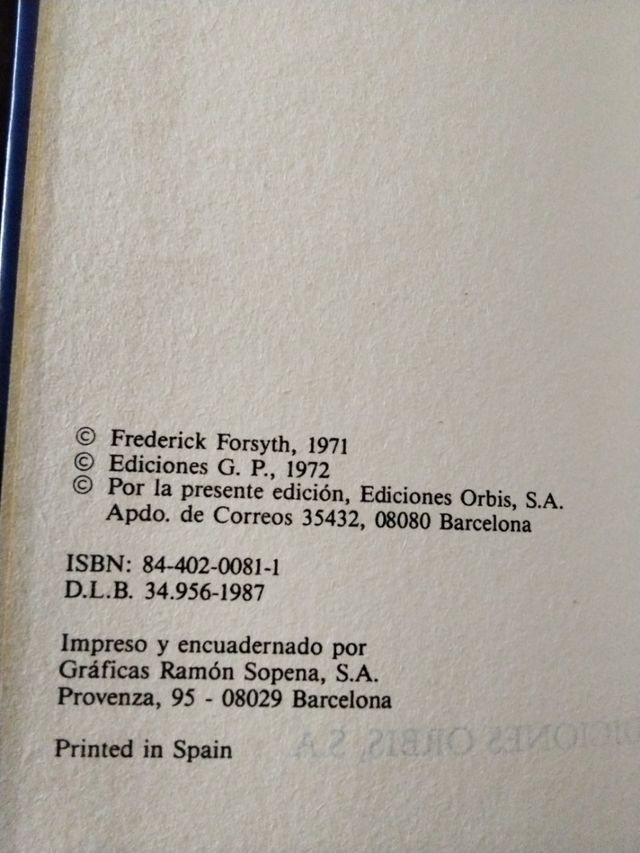 © Frederick Forsyth, 1971
© Ediciones G. P., 1972
© Por la presente edición, Ediciones Orbis, S.A.
Apdo. de Correos 35432, 08080 Barcelona
ISBN: 84-402-0081-1
D.L.B. 34.956-1987
Impreso y encuadernado por
Gráficas Ramón Sopena, S.A.
Provenza, 95 - 08029 Barcelona
Printed in Spain
DICIONES ORBIS, S.A.